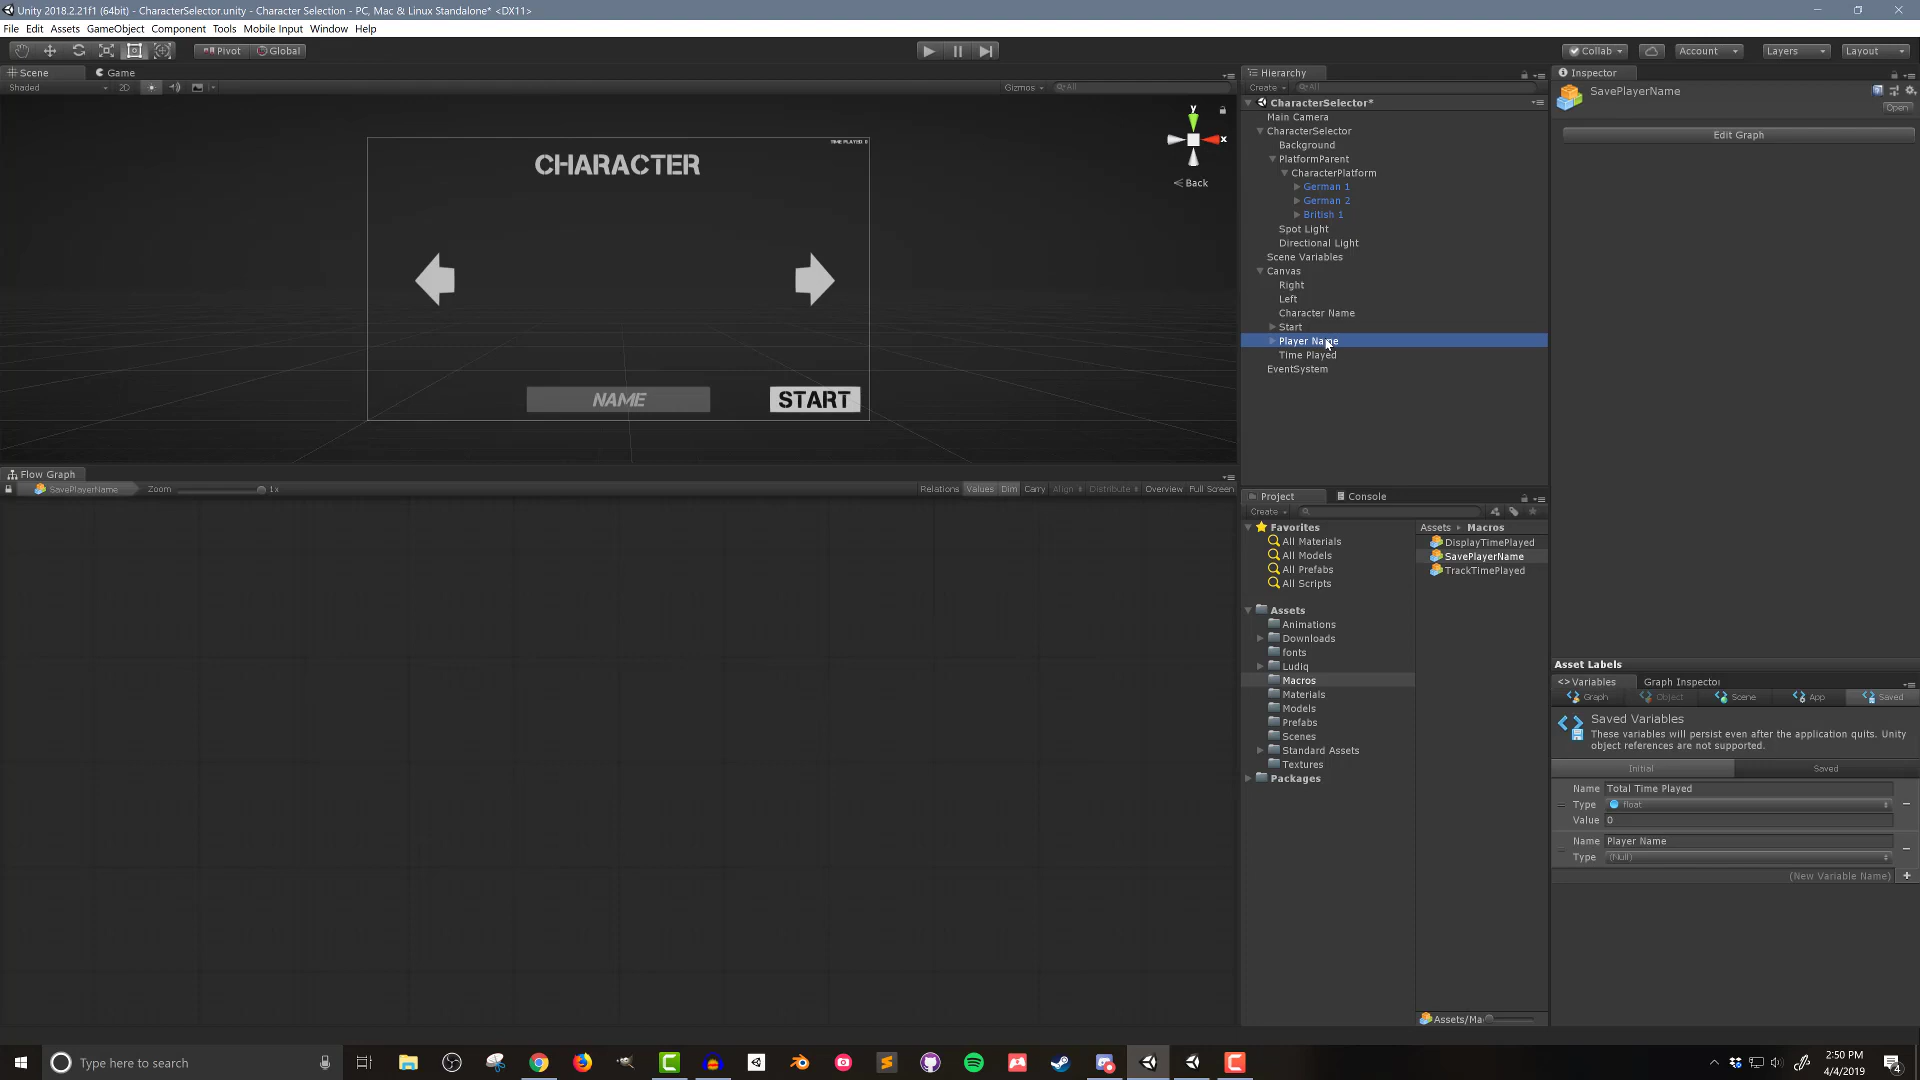 Unity 2018.2.21f1 (64bit) - CharacterSelector.unity - Character Selection - PC, Mac & Linux Standalone* <DX11>
File Edit Assets GameObject Component Tools Mobile Input Window Help
Pivot Global
Collab Account Layers Layout
Scene Game
Shaded 2D Gizmos All
TIME PLAYED 0
CHARACTER
y
x
Back
NAME
START
Hierarchy
Create All
CharacterSelector*
Main Camera
CharacterSelector
Background
PlatformParent
CharacterPlatform
German 1
German 2
British 1
Spot Light
Directional Light
Scene Variables
Canvas
Right
Left
Character Name
Start
Player Name
Time Played
EventSystem
Inspector
SavePlayerName
Open
Edit Graph
Flow Graph
SavePlayerName Zoom 1x Relations Values Dim Carry Align Distribute Overview Full Screen
Project Console
Create
Favorites
All Materials
All Models
All Prefabs
All Scripts
Assets
Animations
Downloads
fonts
Ludiq
Macros
Materials
Models
Prefabs
Scenes
Standard Assets
Textures
Packages
Assets Macros
DisplayTimePlayed
SavePlayerName
TrackTimePlayed
Assets/Ma
Asset Labels
<> Variables Graph Inspector
Graph Object Scene App Saved
Saved Variables
These variables will persist even after the application quits. Unity
object references are not supported.
Initial Saved
Name Total Time Played
Type float
Value 0
Name Player Name
Type (Null)
(New Variable Name)
Type here to search
2:50 PM
4/4/2019
4